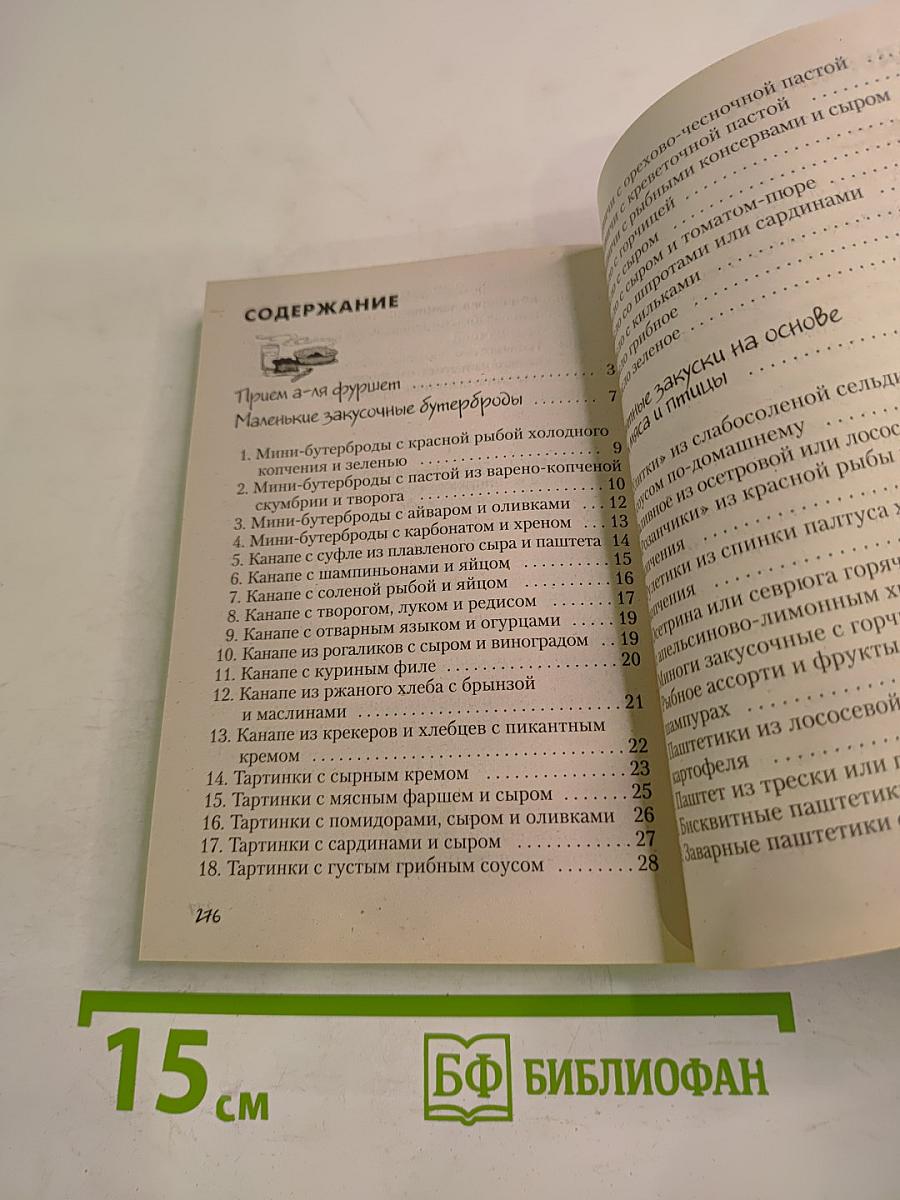 СОДЕРЖАНИЕ
Прием а-ля фуршет .......................... 3
Маленькие закусочные бутерброды ........ 7
1. Мини-бутерброды с красной рыбой холодного
копчения и зеленью ........................ 9
2. Мини-бутерброды с пастой из варено-копченой
скумбрии и творога ........................ 10
3. Мини-бутерброды с айваром и оливками ... 12
4. Мини-бутерброды с карбонатом и хреном ... 13
5. Канапе с суфле из плавленого сыра и паштета 14
6. Канапе с шампиньонами и яйцом .......... 15
7. Канапе с соленой рыбой и яйцом .......... 16
8. Канапе с творогом, луком и редисом ....... 17
9. Канапе с отварным языком и огурцами ..... 19
10. Канапе из рогаликов с сыром и виноградом .. 19
11. Канапе с куриным филе .................. 20
12. Канапе из ржаного хлеба с брынзой
и маслинами .............................. 21
13. Канапе из крекеров и хлебцев с пикантным
кремом .................................. 22
14. Тартинки с сырным кремом ............... 23
15. Тартинки с мясным фаршем и сыром ....... 25
16. Тартинки с помидорами, сыром и оливками 26
17. Тартинки с сардинами и сыром ............ 27
18. Тартинки с густым грибным соусом ........ 28
276
с орехово-чесночной пастой
с креветочной пастой
с рыбными консервами и сыром
с горчицей
с сыром
с сыром и томатом-пюре
со шпротами или сардинами
с кильками
грибное
зеленое
закуски на основе
мяса и птицы
из слабосоленой сельди
по-домашнему
из осетровой или
из красной рыбы
из спинки палтуса
или севрюга
апельсиново-лимонным
Миноги закусочные с
Рыбное ассорти и фрукты
шампурах
Паштетики из лососевой
картофеля
Паштет из трески или
Бисквитные паштетики
Заварные паштетики
15 см
БФ БИБЛИОФАН